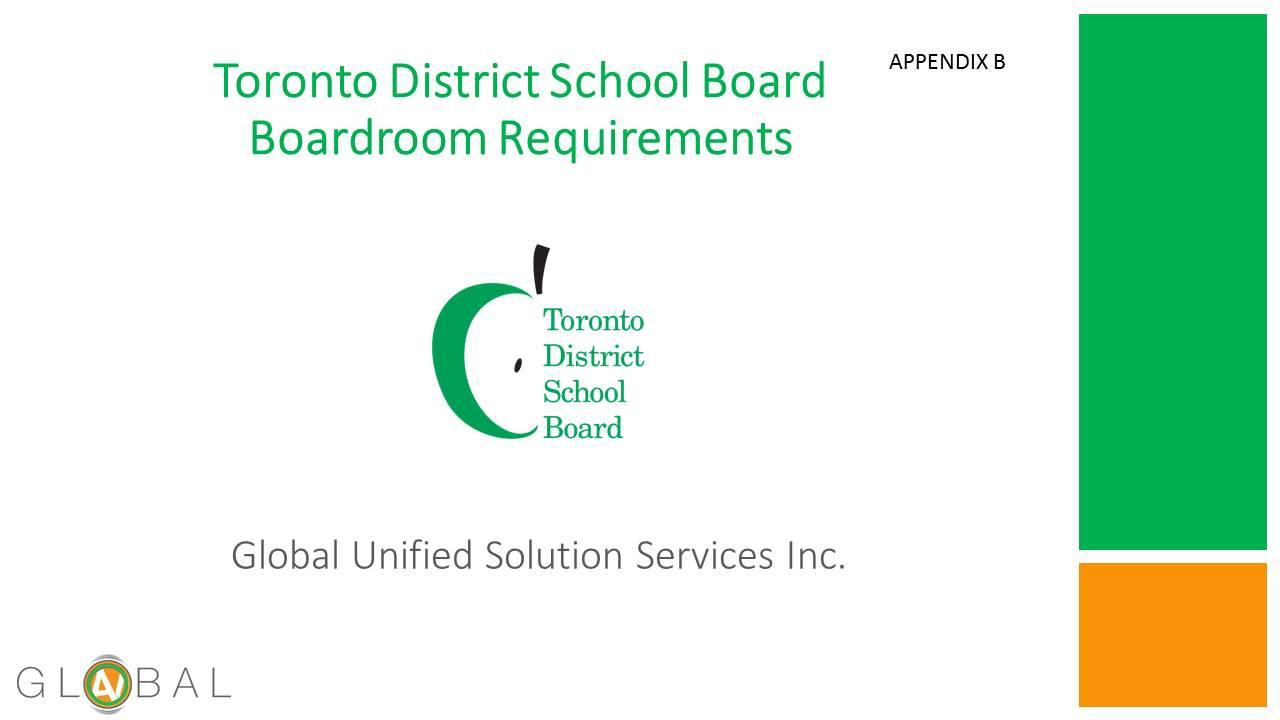 Toronto District School Board
Boardroom Requirements
APPENDIX B
Toronto
District
School
Board
Global Unified Solution Services Inc.
GLOBAL